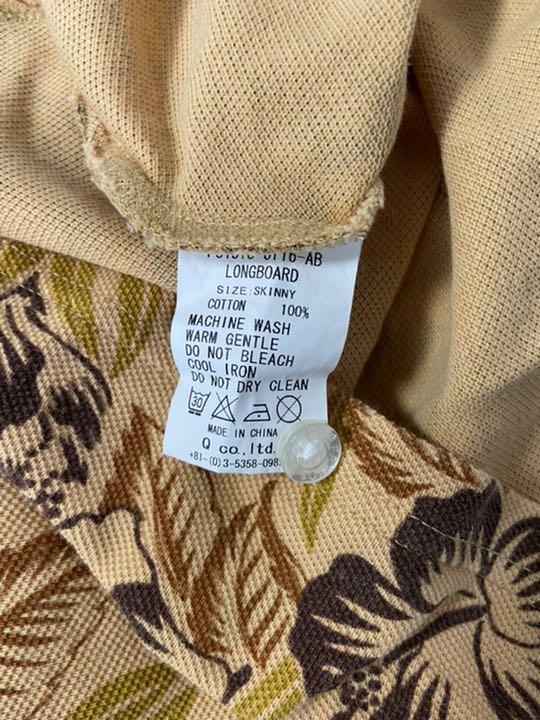 LONGBOARD
SIZE:SKINNY
COTTON 100%
MACHINE WASH
WARM GENTLE
DO NOT BLEACH
COOL IRON
DO NOT DRY CLEAN
30
MADE IN CHINA
Q co.,ltd.